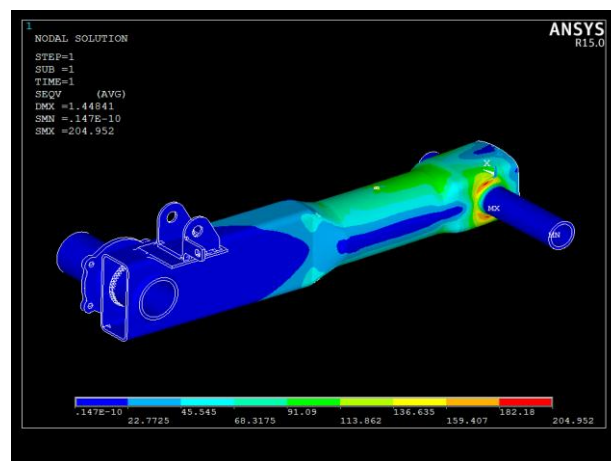 1
NODAL SOLUTION
STEP=1
SUB =1
TIME=1
SEQV (AVG)
DMX =1.44841
SMN =.147E-10
SMX =204.952
ANSYS
R15.0
X
MX
MN
.147E-10 45.545 91.09 136.635 182.18
22.7725 68.3175 113.862 159.407 204.952